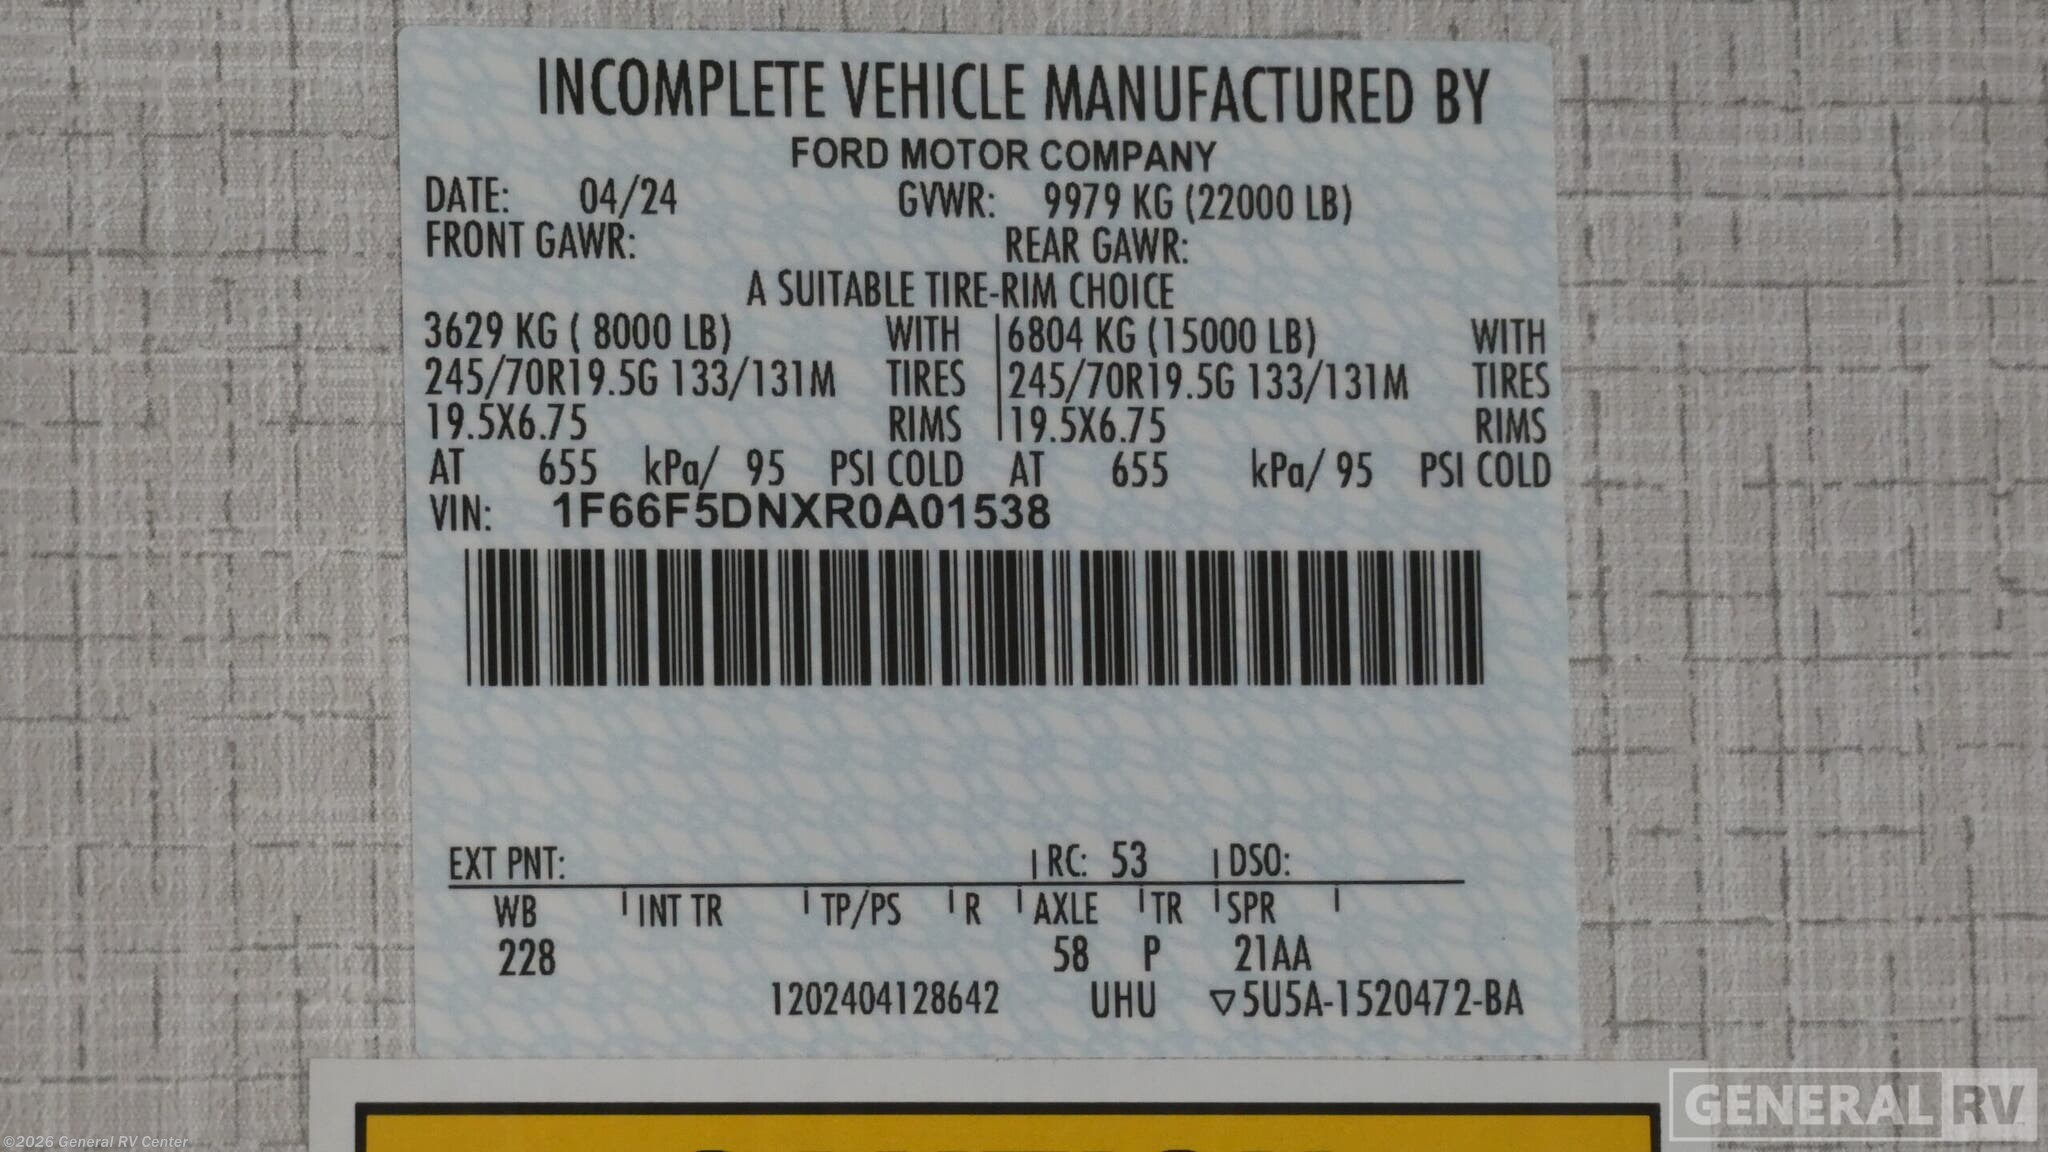 INCOMPLETE VEHICLE MANUFACTURED BY
FORD MOTOR COMPANY
DATE: 04/24 GVWR: 9979 KG (22000 LB)
FRONT GAWR: REAR GAWR:
A SUITABLE TIRE-RIM CHOICE
3629 KG ( 8000 LB) WITH 6804 KG (15000 LB) WITH
245/70R19.5G 133/131M TIRES 245/70R19.5G 133/131M TIRES
19.5X6.75 RIMS 19.5X6.75 RIMS
AT 655 kPa/ 95 PSI COLD AT 655 kPa/ 95 PSI COLD
VIN: 1F66F5DNXR0A01538
EXT PNT: RC: 53 DSO:
WB INT TR TP/PS R AXLE TR SPR
228 58 P 21AA
1202404128642 UHU ▽5U5A-1520472-BA
GENERAL RV
©2026 General RV Center